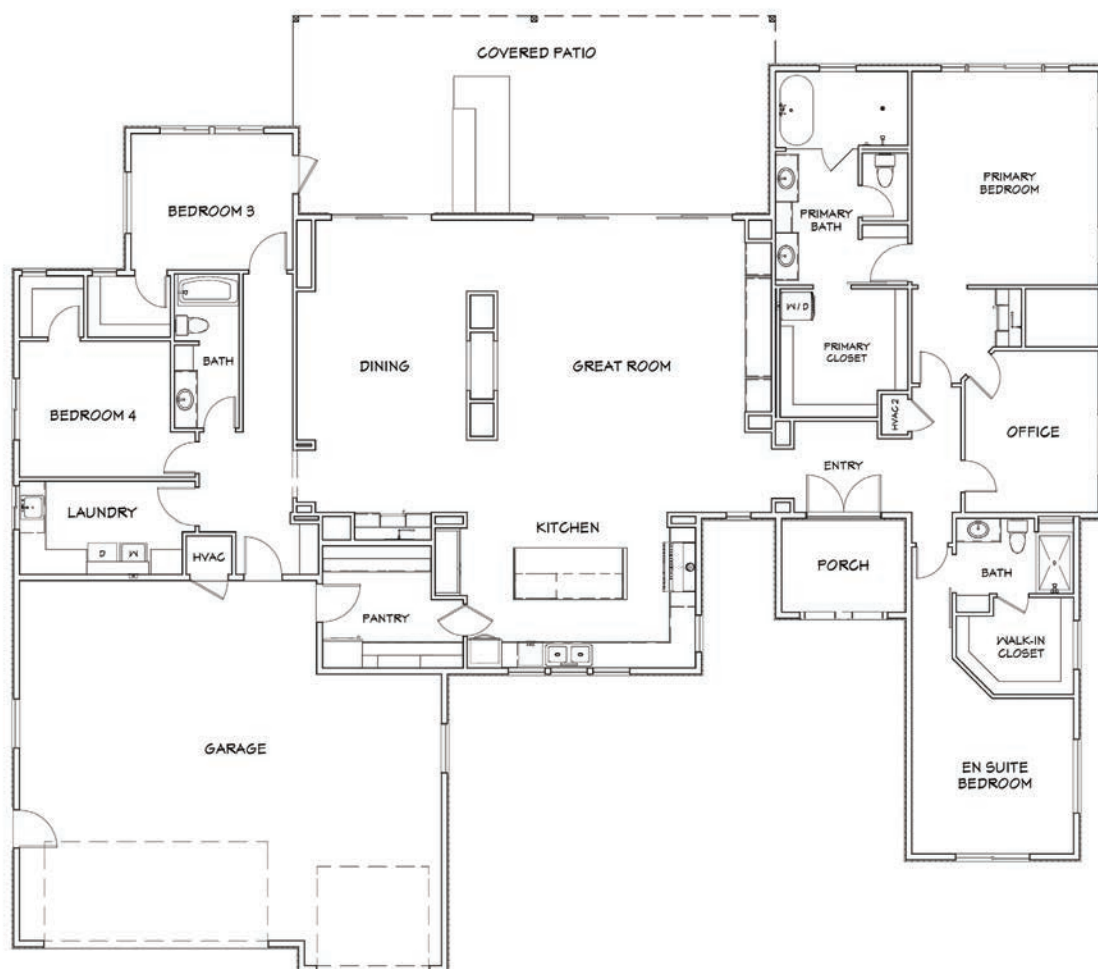 COVERED PATIO
BEDROOM 3
PRIMARY
BATH
PRIMARY
BEDROOM
BATH
DINING
GREAT ROOM
D/W
PRIMARY
CLOSET
BEDROOM 4
HVAC 2
OFFICE
ENTRY
LAUNDRY
D
W
HVAC
KITCHEN
PORCH
BATH
PANTRY
WALK-IN
CLOSET
GARAGE
EN SUITE
BEDROOM